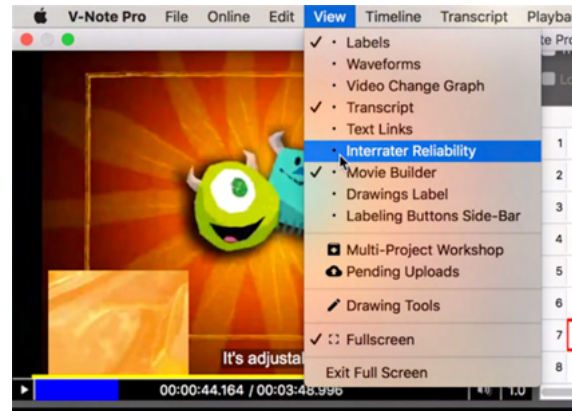 V-Note Pro File Online Edit View Timeline Transcript
✓ · Labels
· Waveforms
· Video Change Graph
✓ · Transcript
· Text Links
· Interrater Reliability
✓ · Movie Builder
· Drawings Label
· Labeling Buttons Side-Bar
Multi-Project Workshop
Pending Uploads
Drawing Tools
✓ Fullscreen
Exit Full Screen
1
2
3
4
5
6
7
8
It's
00:00:44.164 / 00:03:48.996
1.0